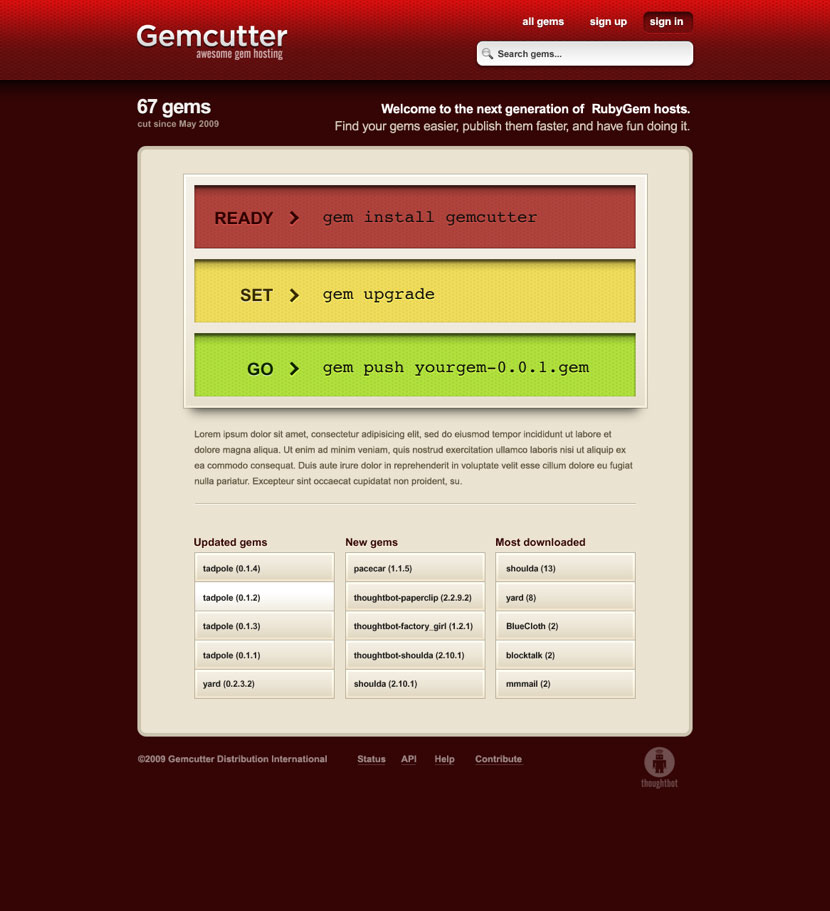 Gemcutter
awesome gem hosting
all gems sign up sign in
Search gems...
67 gems
cut since May 2009
Welcome to the next generation of RubyGem hosts.
Find your gems easier, publish them faster, and have fun doing it.
READY gem install gemcutter
SET gem upgrade
GO gem push yourgem-0.0.1.gem
Lorem ipsum dolor sit amet, consectetur adipisicing elit, sed do eiusmod tempor incididunt ut labore et
dolore magna aliqua. Ut enim ad minim veniam, quis nostrud exercitation ullamco laboris nisi ut aliquip ex
ea commodo consequat. Duis aute irure dolor in reprehenderit in voluptate velit esse cillum dolore eu fugiat
nulla pariatur. Excepteur sint occaecat cupidatat non proident, su.
Updated gems
tadpole (0.1.4)
tadpole (0.1.2)
tadpole (0.1.3)
tadpole (0.1.1)
yard (0.2.3.2)
New gems
pacecar (1.1.5)
thoughtbot-paperclip (2.2.9.2)
thoughtbot-factory_girl (1.2.1)
thoughtbot-shoulda (2.10.1)
shoulda (2.10.1)
Most downloaded
shoulda (13)
yard (8)
BlueCloth (2)
blocktalk (2)
mmmail (2)
©2009 Gemcutter Distribution International Status API Help Contribute
thoughtbot